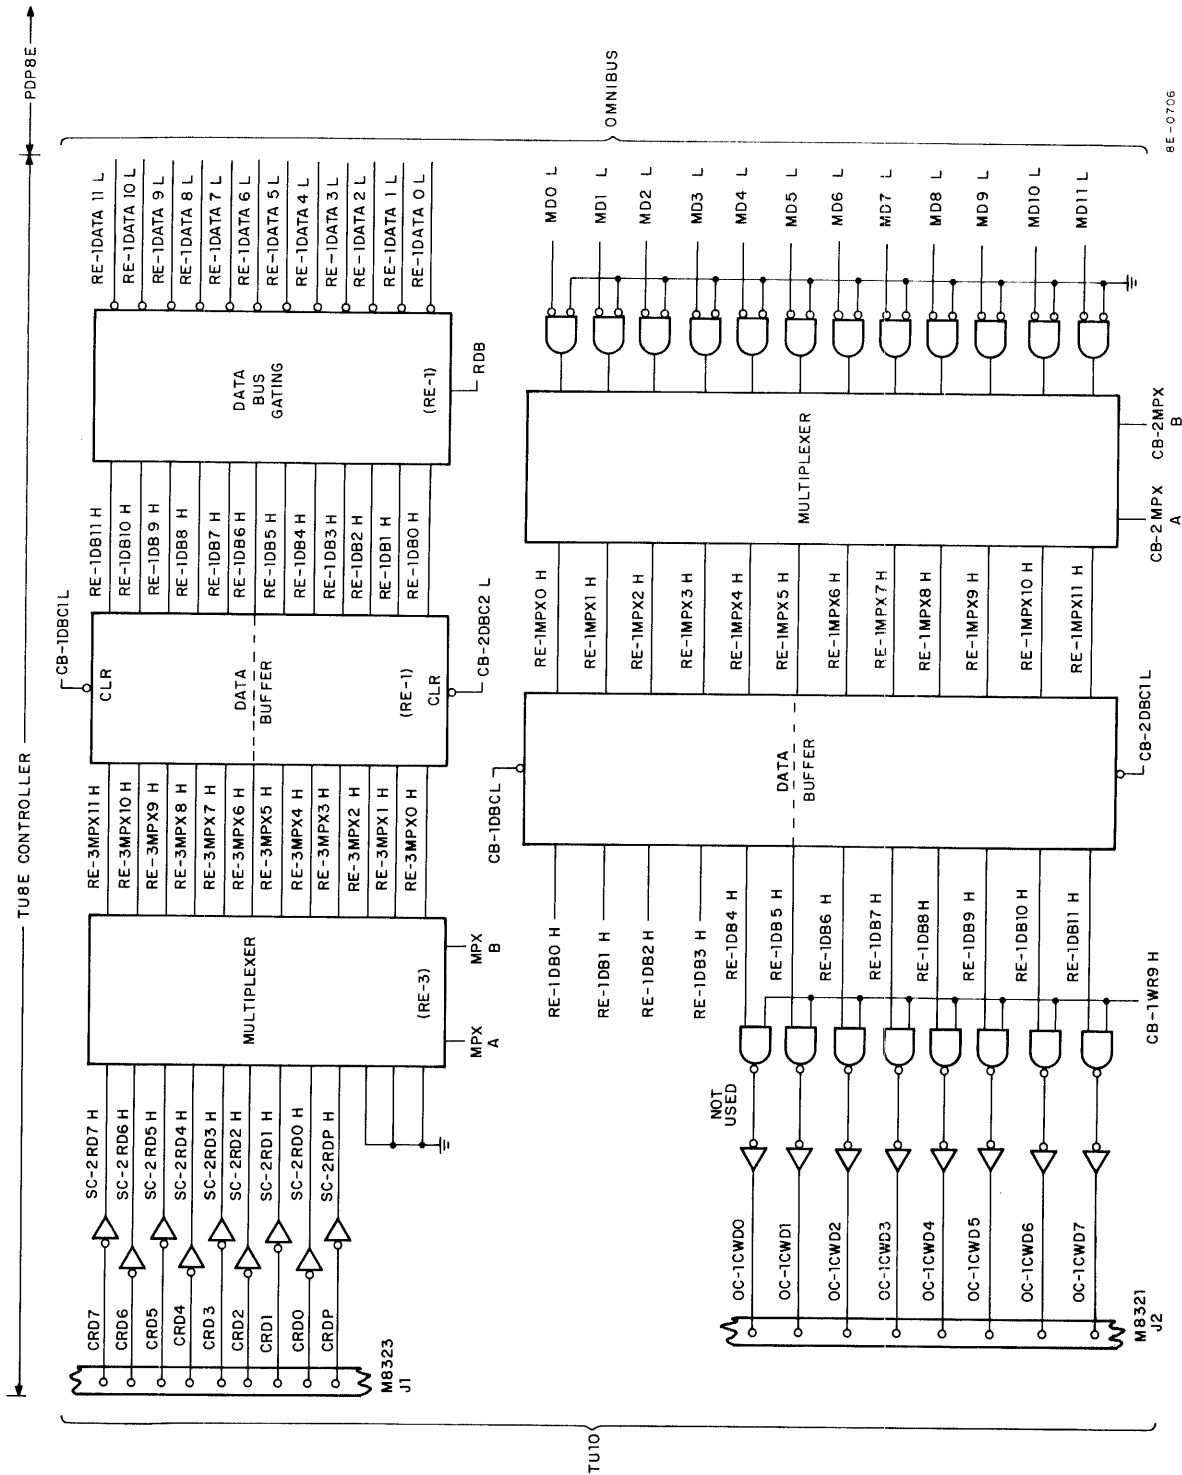 TU8E CONTROLLER
PDP8E
TU10
OMNIBUS
M8323
J1
CRD7
CRD6
CRD5
CRD4
CRD3
CRD2
CRD1
CRD0
CRDP
SC-2RD7 H
SC-2RD6 H
SC-2RD5 H
SC-2RD4 H
SC-2RD3 H
SC-2RD2 H
SC-2RD1 H
SC-2RD0 H
SC-2RDP H
MULTIPLEXER
(RE-3)
MPX
A
MPX
B
RE-3MPX11 H
RE-3MPX10 H
RE-3MPX9 H
RE-3MPX8 H
RE-3MPX7 H
RE-3MPX6 H
RE-3MPX5 H
RE-3MPX4 H
RE-3MPX3 H
RE-3MPX2 H
RE-3MPX1 H
RE-3MPX0 H
CB-1DBC1 L
CLR
DATA
BUFFER
(RE-1)
CLR
CB-2DBC2 L
RE-1DB11 H
RE-1DB10 H
RE-1DB9 H
RE-1DB8 H
RE-1DB7 H
RE-1DB6 H
RE-1DB5 H
RE-1DB4 H
RE-1DB3 H
RE-1DB2 H
RE-1DB1 H
RE-1DB0 H
DATA
BUS
GATING
(RE-1)
RDB
RE-1DATA 11 L
RE-1DATA 10 L
RE-1DATA 9 L
RE-1DATA 8 L
RE-1DATA 7 L
RE-1DATA 6 L
RE-1DATA 5 L
RE-1DATA 4 L
RE-1DATA 3 L
RE-1DATA 2 L
RE-1DATA 1 L
RE-1DATA 0 L
M8321
J2
OC-1CWD0
OC-1CWD1
OC-1CWD2
OC-1CWD3
OC-1CWD4
OC-1CWD5
OC-1CWD6
OC-1CWD7
NOT
USED
CB-1WR9 H
RE-1DB0 H
RE-1DB1 H
RE-1DB2 H
RE-1DB3 H
RE-1DB4 H
RE-1DB5 H
RE-1DB6 H
RE-1DB7 H
RE-1DB8 H
RE-1DB9 H
RE-1DB10 H
RE-1DB11 H
CB-1DBCL
DATA
BUFFER
CB-2DBC1 L
RE-1MPX0 H
RE-1MPX1 H
RE-1MPX2 H
RE-1MPX3 H
RE-1MPX4 H
RE-1MPX5 H
RE-1MPX6 H
RE-1MPX7 H
RE-1MPX8 H
RE-1MPX9 H
RE-1MPX10 H
RE-1MPX11 H
MULTIPLEXER
CB-2 MPX
A
CB-2MPX
B
MD0 L
MD1 L
MD2 L
MD3 L
MD4 L
MD5 L
MD6 L
MD7 L
MD8 L
MD9 L
MD10 L
MD11 L
8E-0706